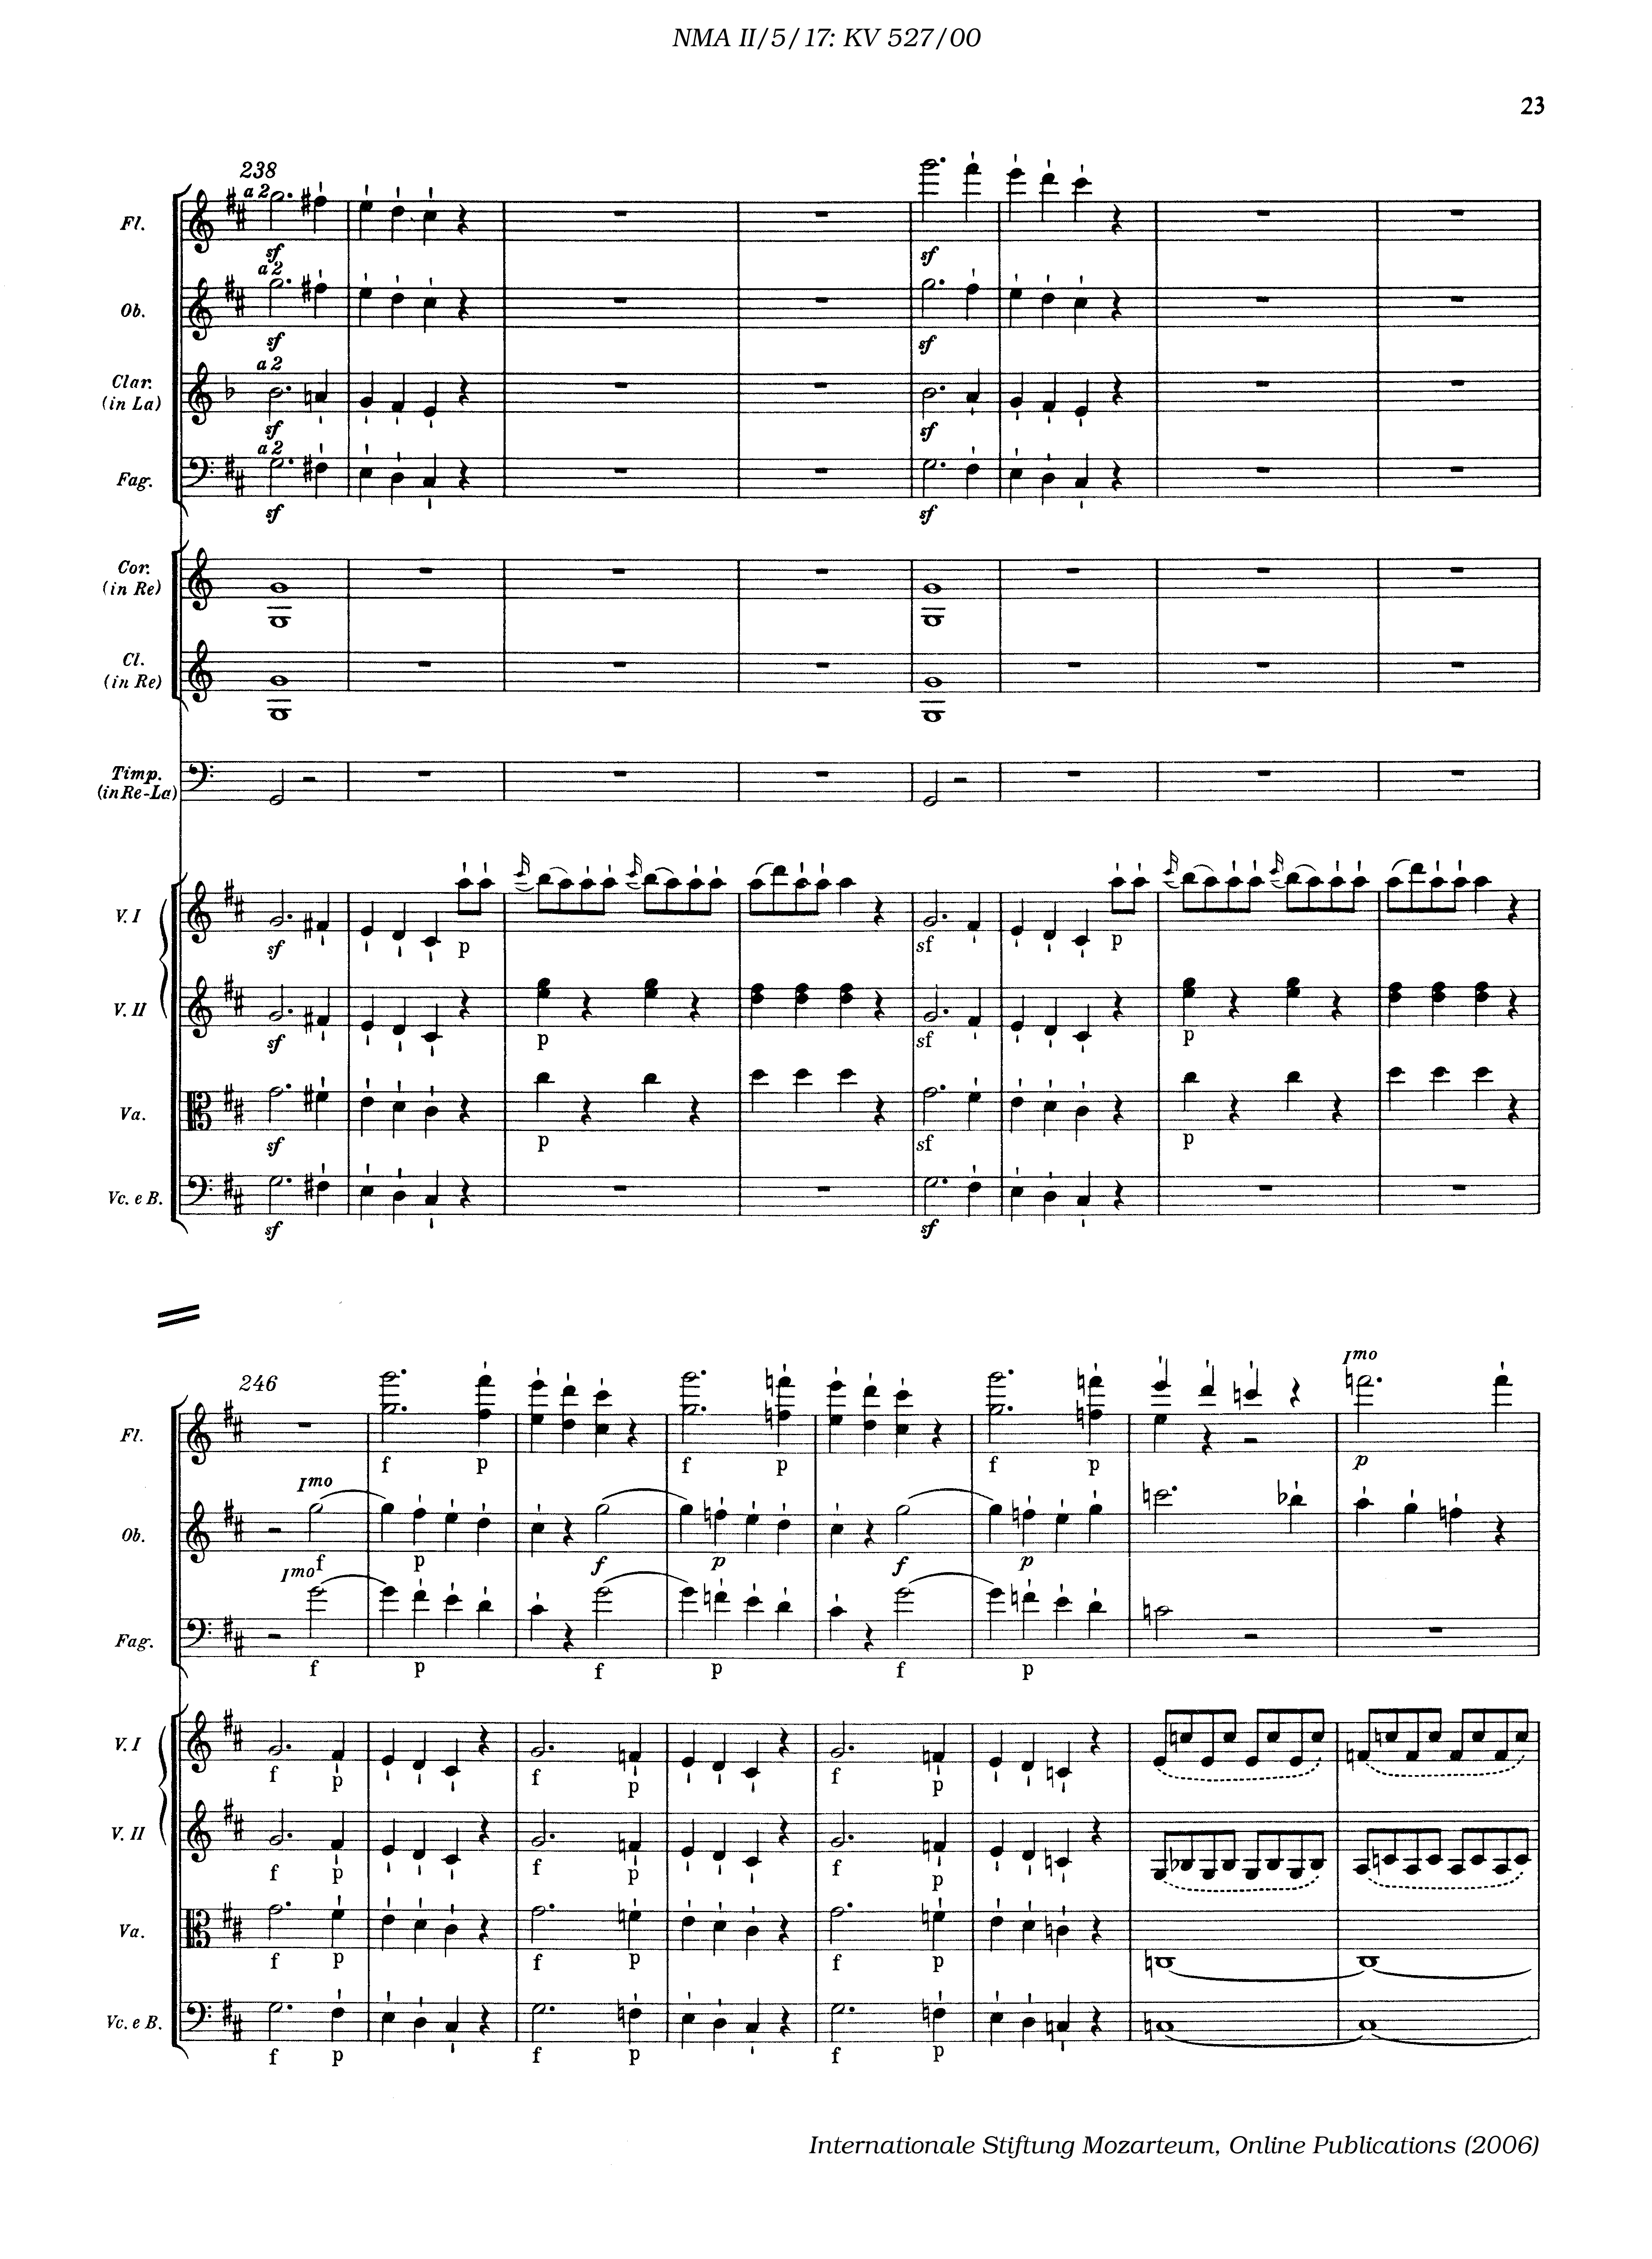 NMA II/5/17: KV 527/00
23
238
a 2
Fl.
sf
a 2
Ob.
sf
a 2
Clar.
(in La)
sf sf
a 2
Fag.
sf sf
Cor.
(in Re)
Cl.
(in Re)
Timp.
(in Re-La)
V. I
sf p sf p
V. II
sf p sf p
Va.
sf p sf p
Vc. e B.
sf sf
246
Imo
Fl.
f p f p f p p
Imo
Ob.
f p f p f p
Imo
Fag.
f p f p f p
V. I
f p f p f p
V. II
f p f p f p
Va.
f p f p f p
Vc. e B.
f p f p f p
Internationale Stiftung Mozarteum, Online Publications (2006)